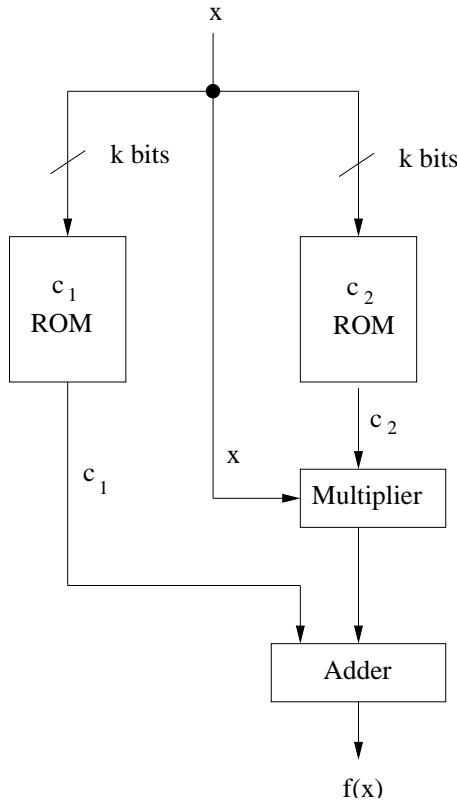 x
k bits
k bits
c 1
ROM
c 2
ROM
c 1
x
c 2
Multiplier
Adder
f(x)